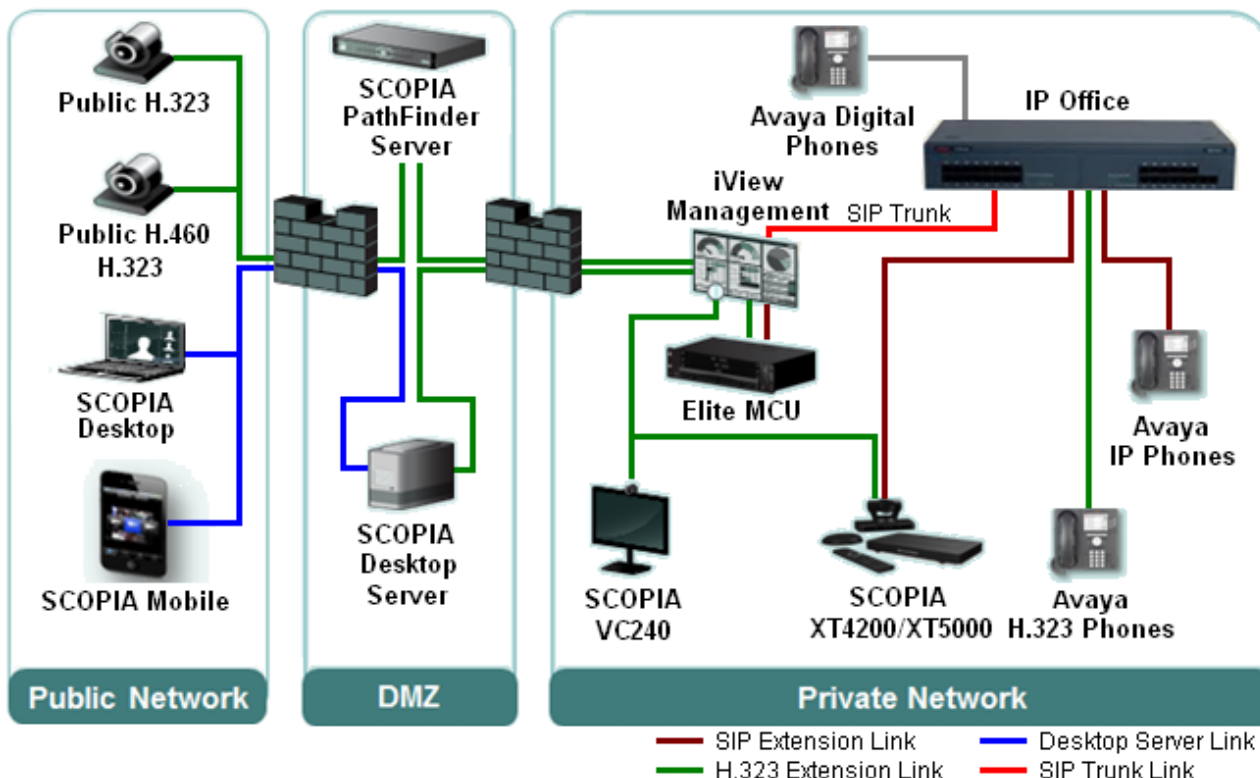 Public H.323
Public H.460
H.323
SCOPIA
Desktop
SCOPIA Mobile
Public Network
SCOPIA
PathFinder
Server
SCOPIA
Desktop
Server
DMZ
Avaya Digital
Phones
IP Office
iView
Management
SIP Trunk
Elite MCU
Avaya
IP Phones
SCOPIA
VC240
SCOPIA
XT4200/XT5000
Avaya
H.323 Phones
Private Network
SIP Extension Link
Desktop Server Link
H.323 Extension Link
SIP Trunk Link